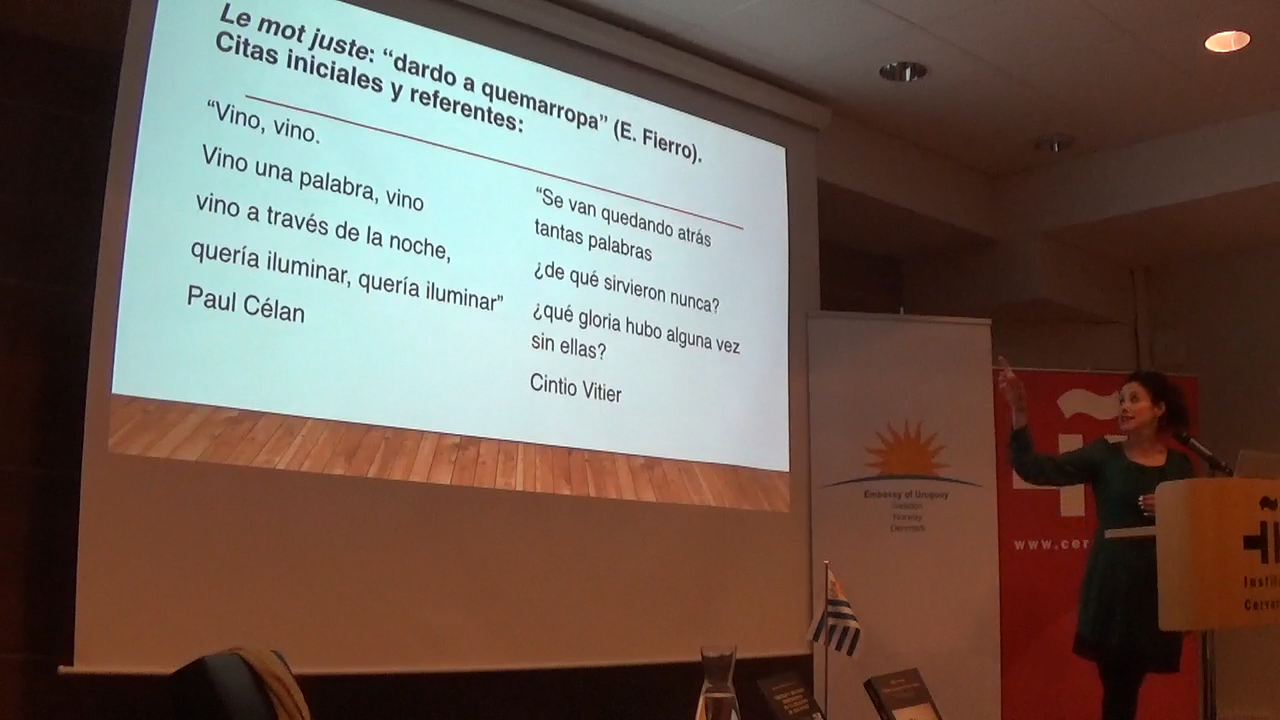 Le mot juste: “dardo a quemarropa” (E. Fierro).
Citas iniciales y referentes:
“Vino, vino.
Vino una palabra, vino
vino a través de la noche,
quería iluminar, quería iluminar”
Paul Célan
“Se van quedando atrás
tantas palabras
¿de qué sirvieron nunca?
¿qué gloria hubo alguna vez
sin ellas?
Cintio Vitier
Embassy of Uruguay
Sweden
Norway
Denmark
www.cer
Instit
Cervan